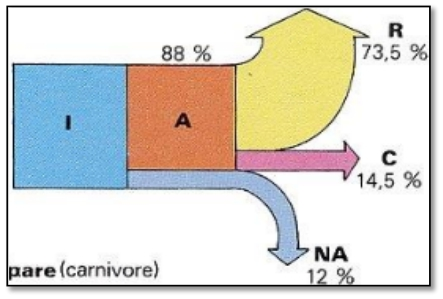 88 %
R
73,5 %
I
A
C
14,5 %
NA
12 %
pare (carnivore)